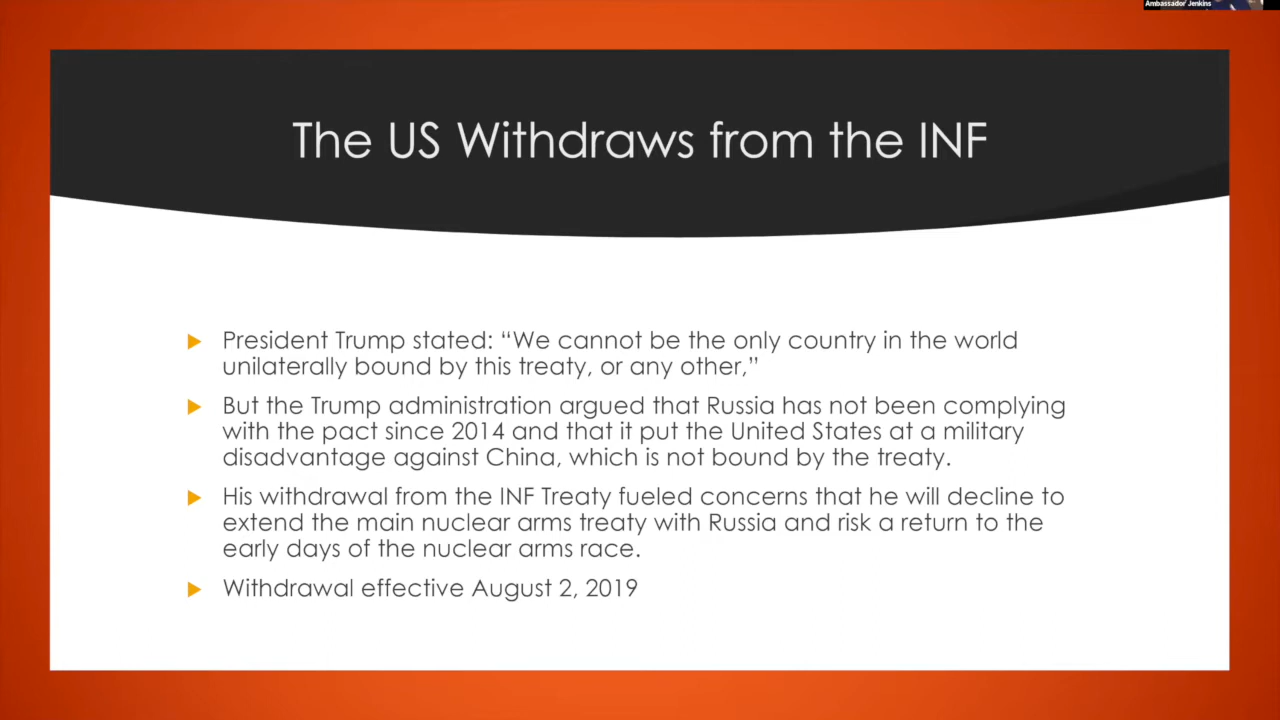 Ambassador Jenkins
The US Withdraws from the INF
President Trump stated: “We cannot be the only country in the world
unilaterally bound by this treaty, or any other,”
But the Trump administration argued that Russia has not been complying
with the pact since 2014 and that it put the United States at a military
disadvantage against China, which is not bound by the treaty.
His withdrawal from the INF Treaty fueled concerns that he will decline to
extend the main nuclear arms treaty with Russia and risk a return to the
early days of the nuclear arms race.
Withdrawal effective August 2, 2019